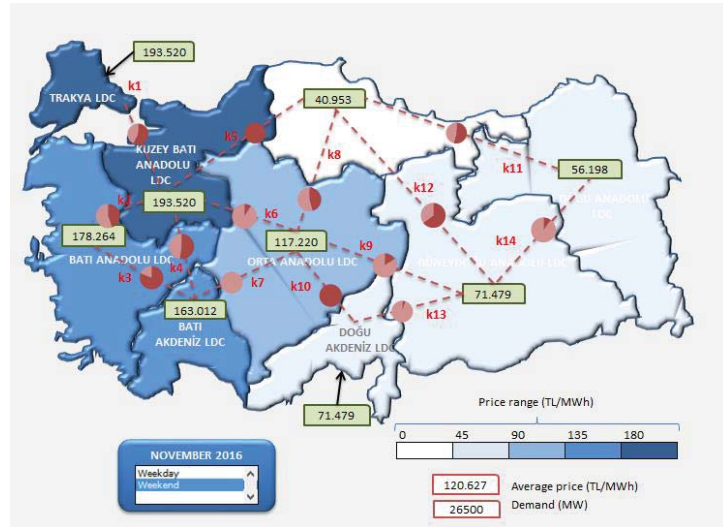 193.520
k1
TRAKYA LDC
40.953
k5
KUZEY BATI
ANADOLU
LDC
k8
k11
56.198
k12
193.520
k6
LDC
178.264
117.220
k14
BATI ANADOLU LDC
k4
ORTA ANADOLU LDC
k9
k3
k7
k10
71.479
163.012
k13
BATI
AKDENİZ LDC
DOĞU
AKDENİZ LDC
71.479
Price range (TL/MWh)
0 45 90 135 180
NOVEMBER 2016
Weekday
Weekend
120.627 Average price (TL/MWh)
26500 Demand (MW)